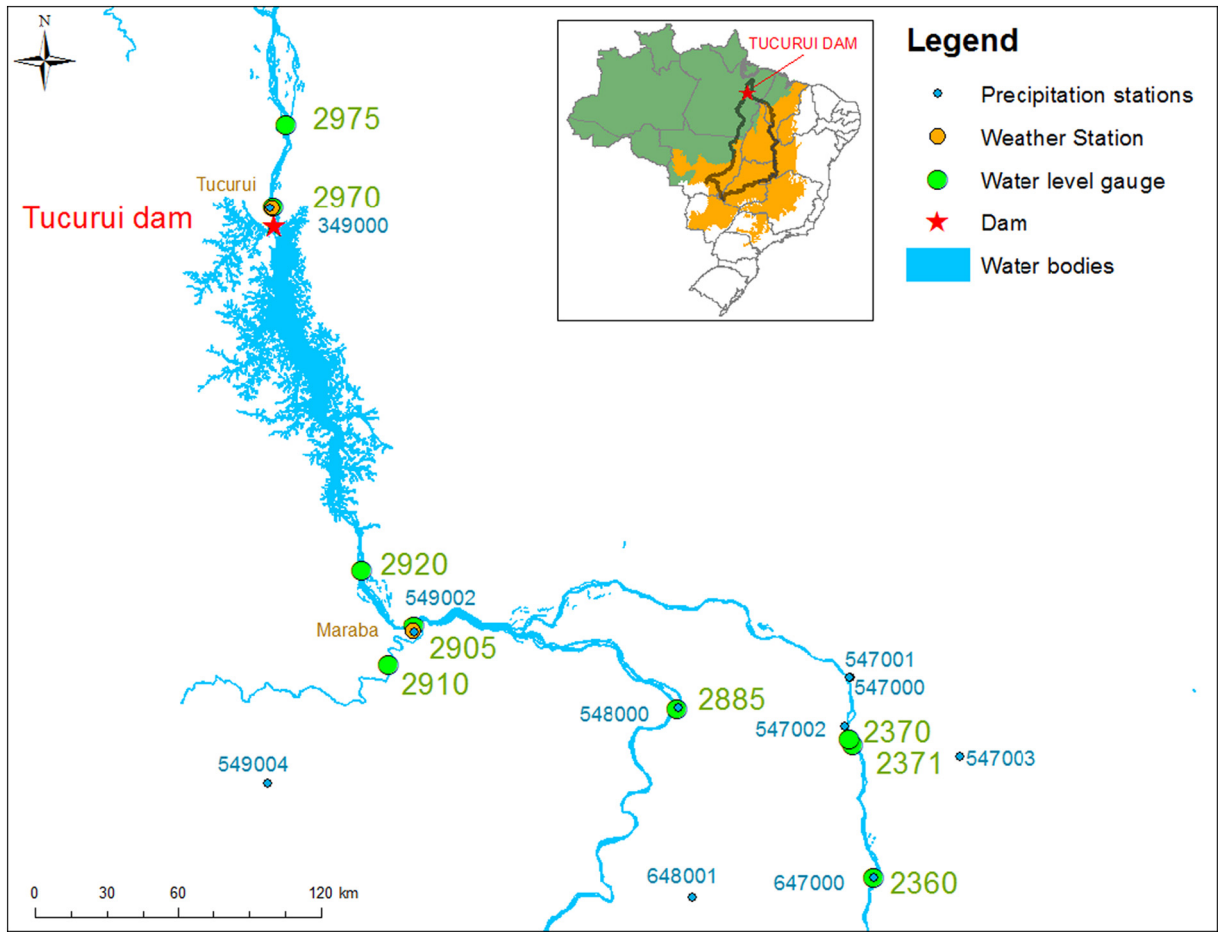 N
TUCURUI DAM
Legend
Precipitation stations
Weather Station
Water level gauge
Dam
Water bodies
2975
Tucurui
2970
Tucurui dam
349000
2920
549002
Maraba
2905
2910
547001
547000
2885
548000
547002
2370
2371
547003
549004
648001
647000
2360
0 30 60 120 km